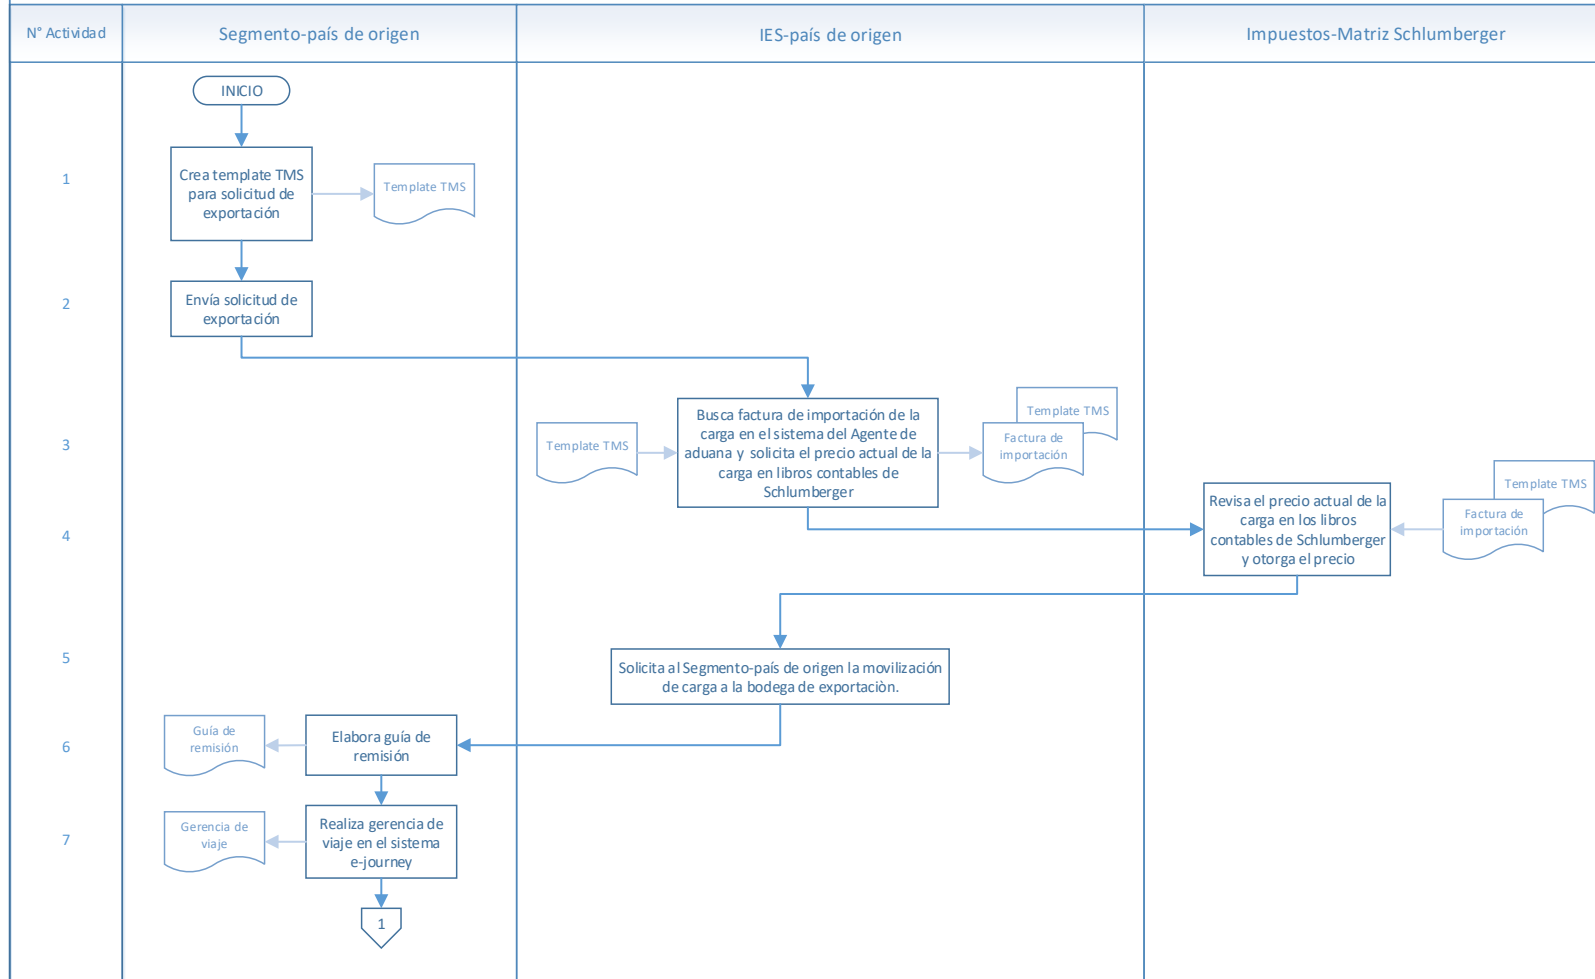 N° Actividad
Segmento-país de origen
IES-país de origen
Impuestos-Matriz Schlumberger
INICIO
1
Crea template TMS
para solicitud de
exportación
Template TMS
2
Envía solicitud de
exportación
3
Template TMS
Busca factura de importación de la
carga en el sistema del Agente de
aduana y solicita el precio actual de la
carga en libros contables de
Schlumberger
Template TMS
Factura de
importación
4
Revisa el precio actual de la
carga en los libros
contables de Schlumberger
y otorga el precio
Template TMS
Factura de
importación
5
Solicita al Segmento-país de origen la movilización
de carga a la bodega de exportaciòn.
6
Guía de
remisión
Elabora guía de
remisión
7
Gerencia de
viaje
Realiza gerencia de
viaje en el sistema
e-journey
1